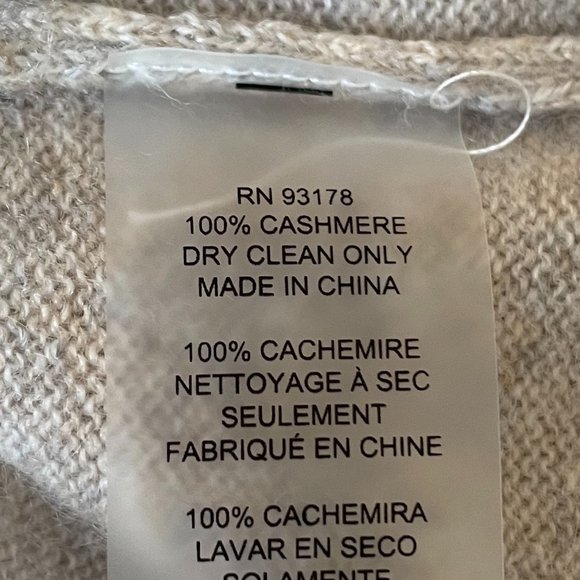 RN 93178
100% CASHMERE
DRY CLEAN ONLY
MADE IN CHINA
100% CACHEMIRE
NETTOYAGE À SEC
SEULEMENT
FABRIQUÉ EN CHINE
100% CACHEMIRA
LAVAR EN SECO
SOLAMENTE